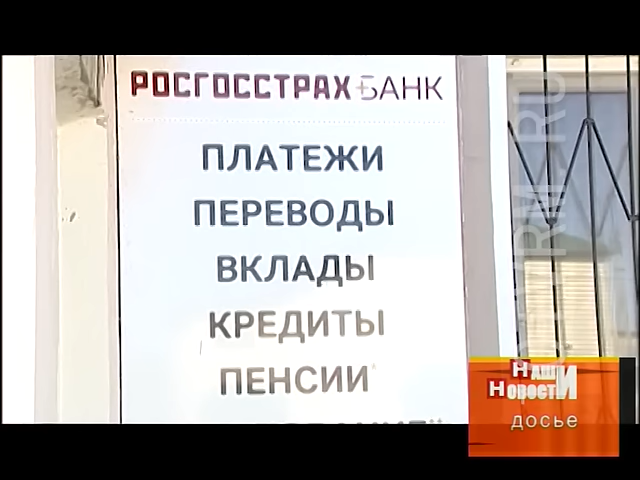 РОСГОССТРАХ БАНК
ПЛАТЕЖИ
ПЕРЕВОДЫ
ВКЛАДЫ
КРЕДИТЫ
ПЕНСИИ
НАШИ
НОВОСТИ
досье